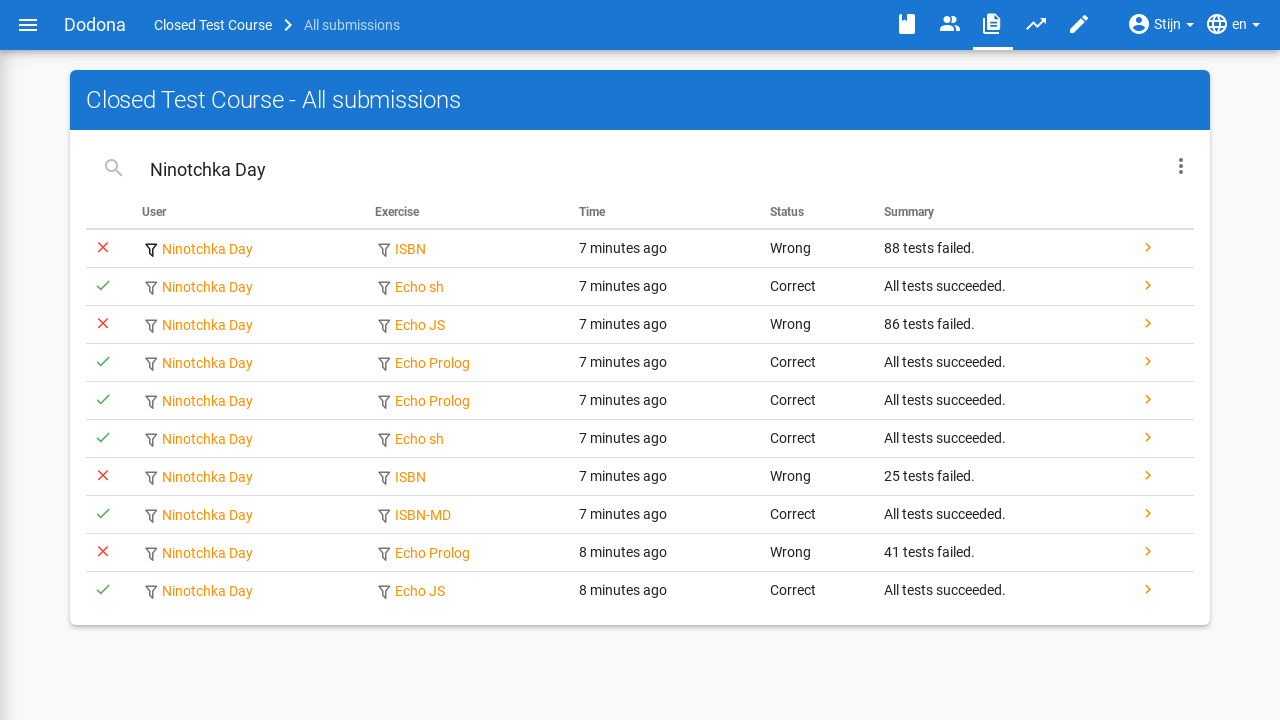 Dodona Closed Test Course All submissions Stijn en
Closed Test Course - All submissions
Ninotchka Day
User Exercise Time Status Summary
Ninotchka Day ISBN 7 minutes ago Wrong 88 tests failed.
Ninotchka Day Echo sh 7 minutes ago Correct All tests succeeded.
Ninotchka Day Echo JS 7 minutes ago Wrong 86 tests failed.
Ninotchka Day Echo Prolog 7 minutes ago Correct All tests succeeded.
Ninotchka Day Echo Prolog 7 minutes ago Correct All tests succeeded.
Ninotchka Day Echo sh 7 minutes ago Correct All tests succeeded.
Ninotchka Day ISBN 7 minutes ago Wrong 25 tests failed.
Ninotchka Day ISBN-MD 7 minutes ago Correct All tests succeeded.
Ninotchka Day Echo Prolog 8 minutes ago Wrong 41 tests failed.
Ninotchka Day Echo JS 8 minutes ago Correct All tests succeeded.